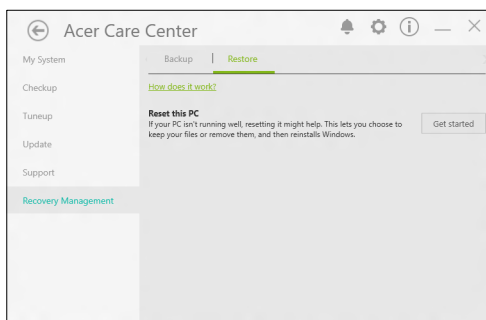 Acer Care Center
My System
Checkup
Tuneup
Update
Support
Recovery Management
Backup
Restore
How does it work?
Reset this PC
If your PC isn't running well, resetting it might help. This lets you choose to
keep your files or remove them, and then reinstalls Windows.
Get started